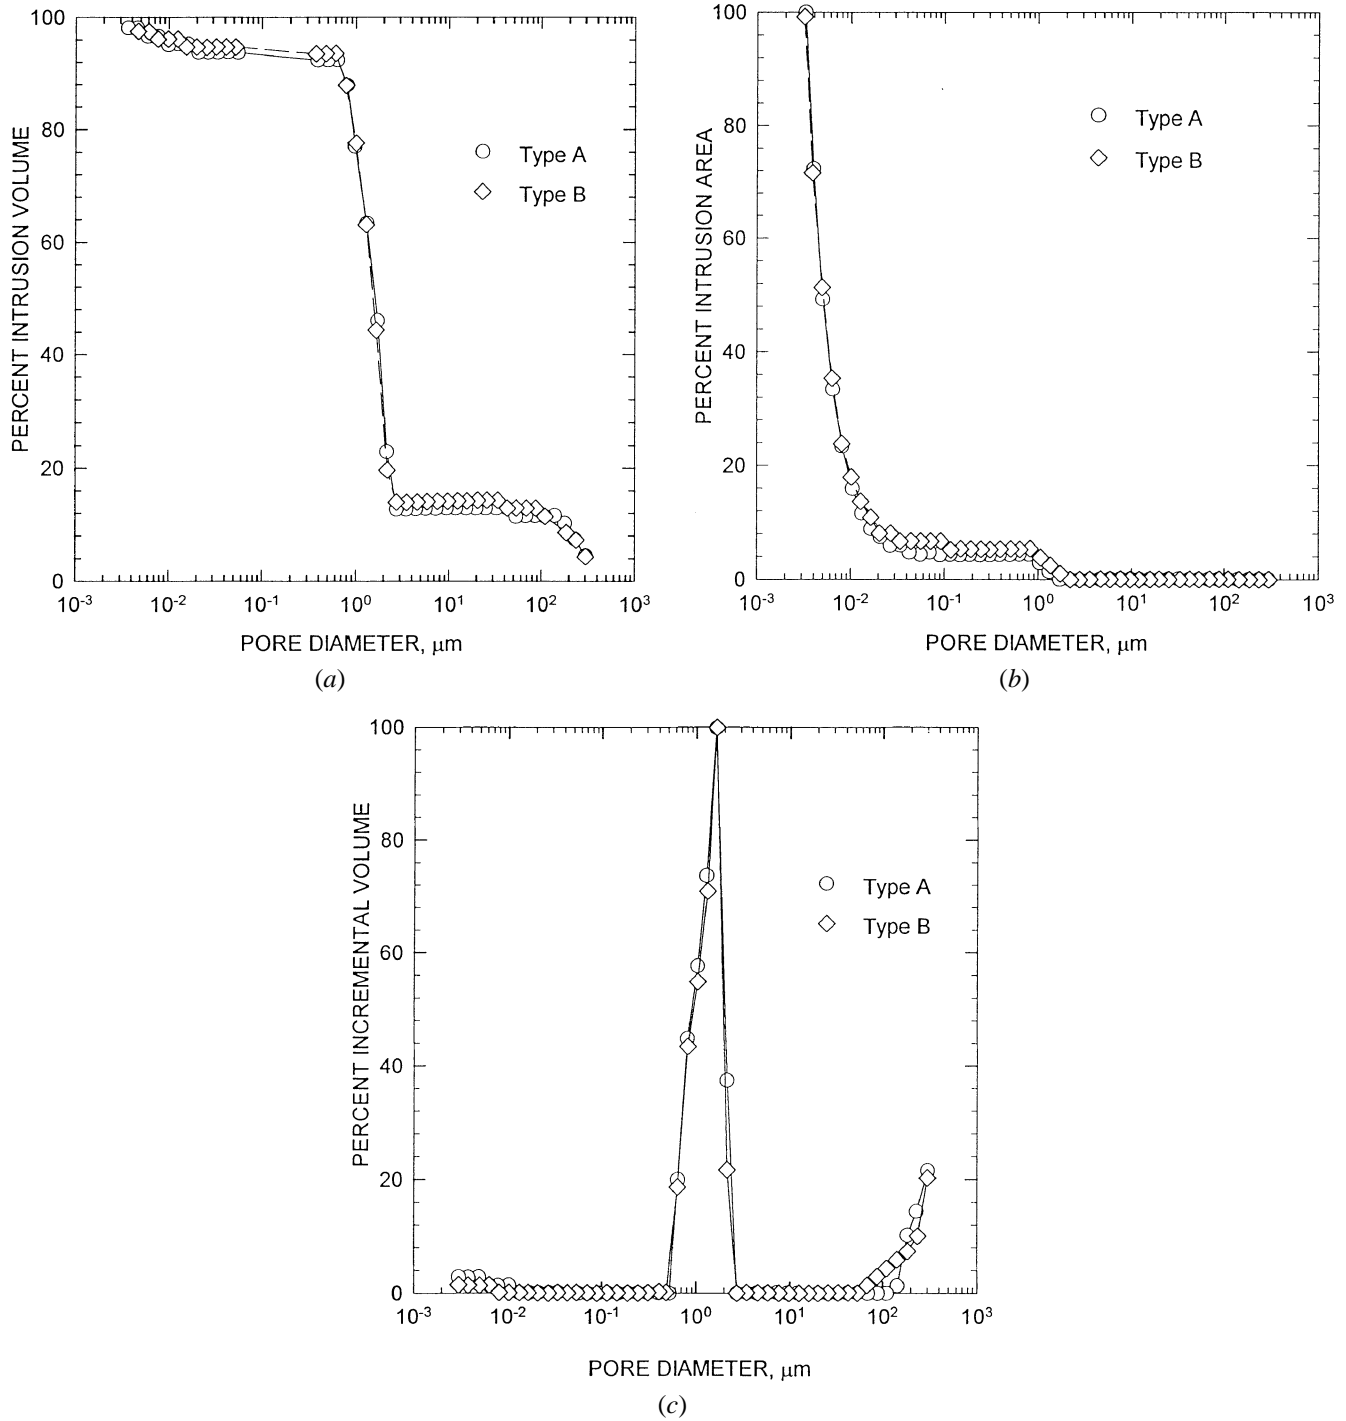 PERCENT INTRUSION VOLUME
100
80
60
40
20
0
Type A
Type B
10⁻³ 10⁻² 10⁻¹ 10⁰ 10¹ 10² 10³
PORE DIAMETER, µm
(a)
PERCENT INTRUSION AREA
100
80
60
40
20
0
Type A
Type B
10⁻³ 10⁻² 10⁻¹ 10⁰ 10¹ 10² 10³
PORE DIAMETER, µm
(b)
PERCENT INCREMENTAL VOLUME
100
80
60
40
20
0
Type A
Type B
10⁻³ 10⁻² 10⁻¹ 10⁰ 10¹ 10² 10³
PORE DIAMETER, µm
(c)